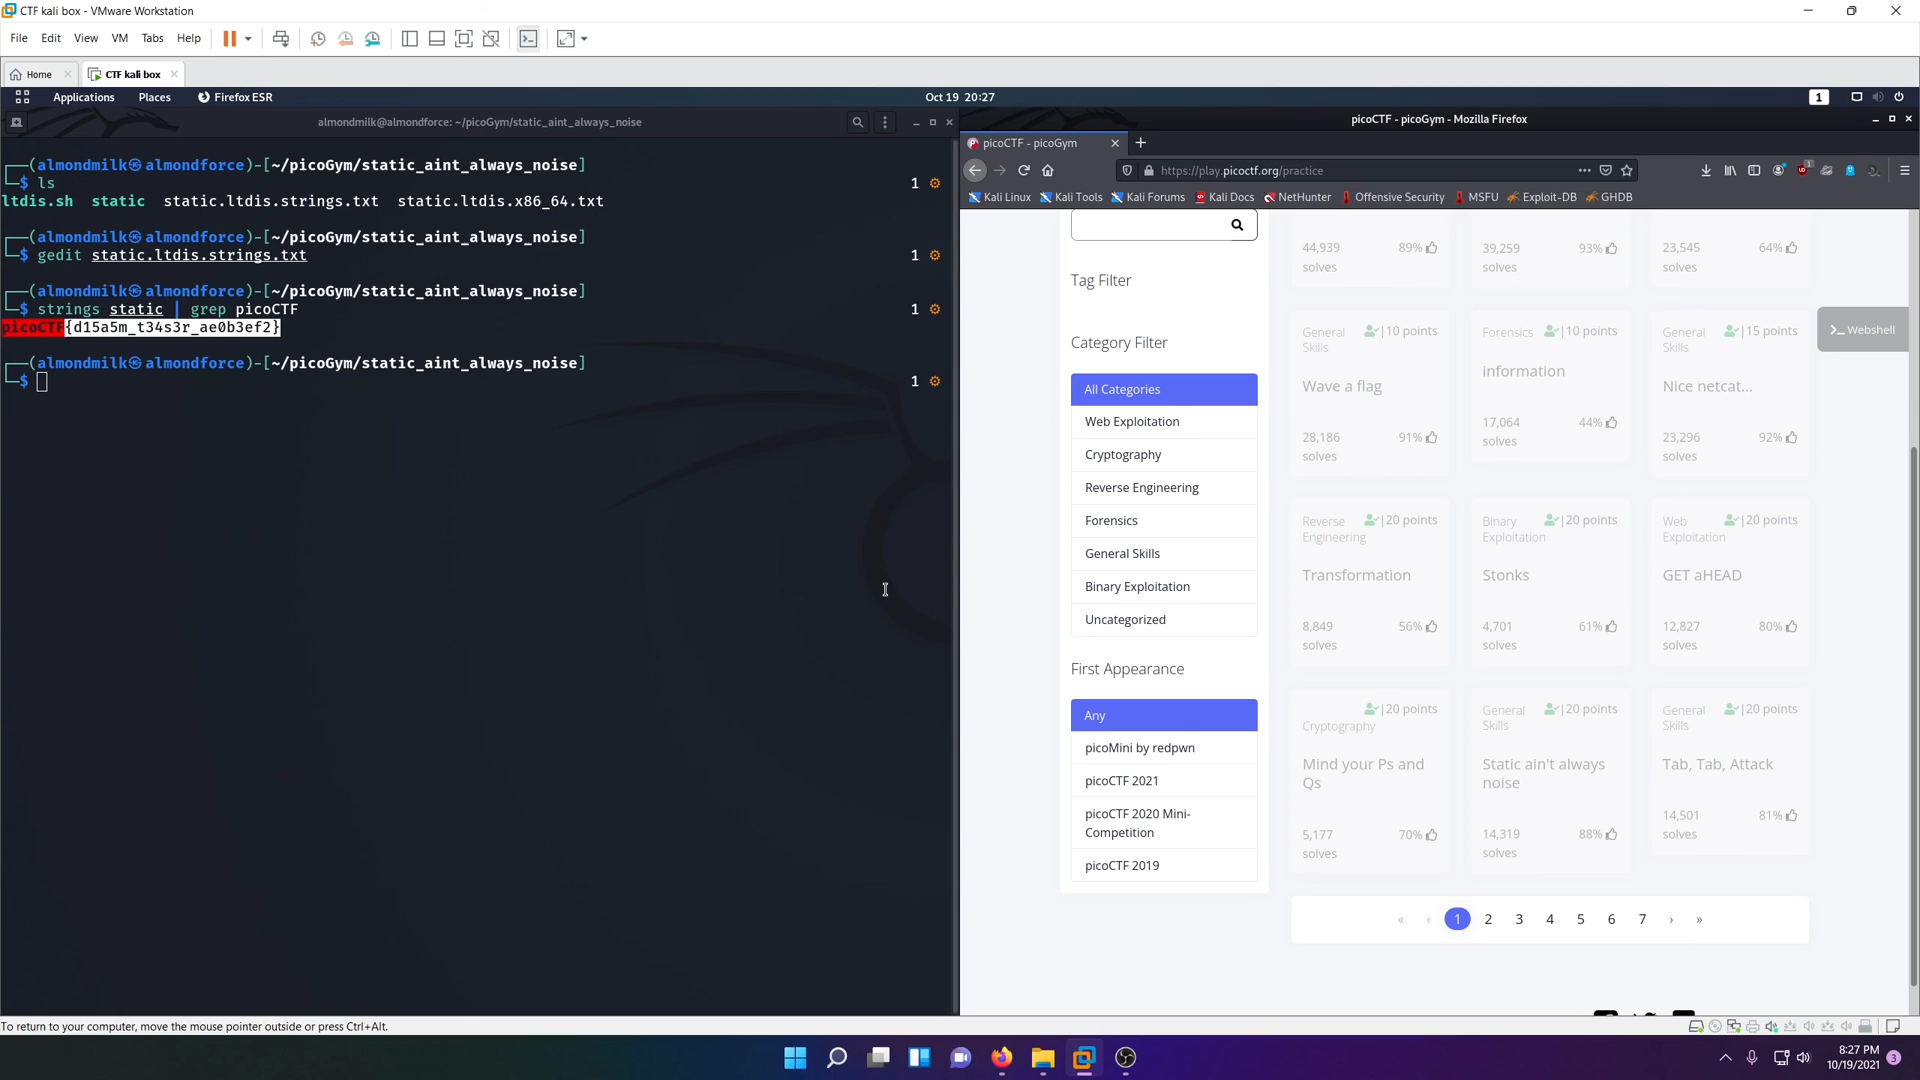 CTF kali box - VMware Workstation
File Edit View VM Tabs Help
Home CTF kali box
Applications Places Firefox ESR Oct 19 20:27 1
almondmilk@almondforce: ~/picoGym/static_aint_always_noise
(almondmilk㉿almondforce)-[~/picoGym/static_aint_always_noise]
$ ls 1
ltdis.sh static static.ltdis.strings.txt static.ltdis.x86_64.txt
(almondmilk㉿almondforce)-[~/picoGym/static_aint_always_noise]
$ gedit static.ltdis.strings.txt 1
(almondmilk㉿almondforce)-[~/picoGym/static_aint_always_noise]
$ strings static | grep picoCTF 1
picoCTF{d15a5m_t34s3r_ae0b3ef2}
(almondmilk㉿almondforce)-[~/picoGym/static_aint_always_noise]
$ 1
picoCTF - picoGym - Mozilla Firefox
picoCTF - picoGym
https://play.picoctf.org/practice
Kali Linux Kali Tools Kali Forums Kali Docs NetHunter Offensive Security MSFU Exploit-DB GHDB
Tag Filter
Category Filter
All Categories
Web Exploitation
Cryptography
Reverse Engineering
Forensics
General Skills
Binary Exploitation
Uncategorized
First Appearance
Any
picoMini by redpwn
picoCTF 2021
picoCTF 2020 Mini-
Competition
picoCTF 2019
44,939 89%
solves
39,259 93%
solves
23,545 64%
solves
General |10 points
Skills
Wave a flag
28,186 91%
solves
Forensics |10 points
information
17,064 44%
solves
General |15 points
Skills
Nice netcat...
23,296 92%
solves
Reverse |20 points
Engineering
Transformation
8,849 56%
solves
Binary |20 points
Exploitation
Stonks
4,701 61%
solves
Web |20 points
Exploitation
GET aHEAD
12,827 80%
solves
|20 points
Cryptography
Mind your Ps and
Qs
5,177 70%
solves
General |20 points
Skills
Static ain't always
noise
14,319 88%
solves
General |20 points
Skills
Tab, Tab, Attack
14,501 81%
solves
>_ Webshell
« ‹ 1 2 3 4 5 6 7 › »
To return to your computer, move the mouse pointer outside or press Ctrl+Alt.
8:27 PM
10/19/2021 3